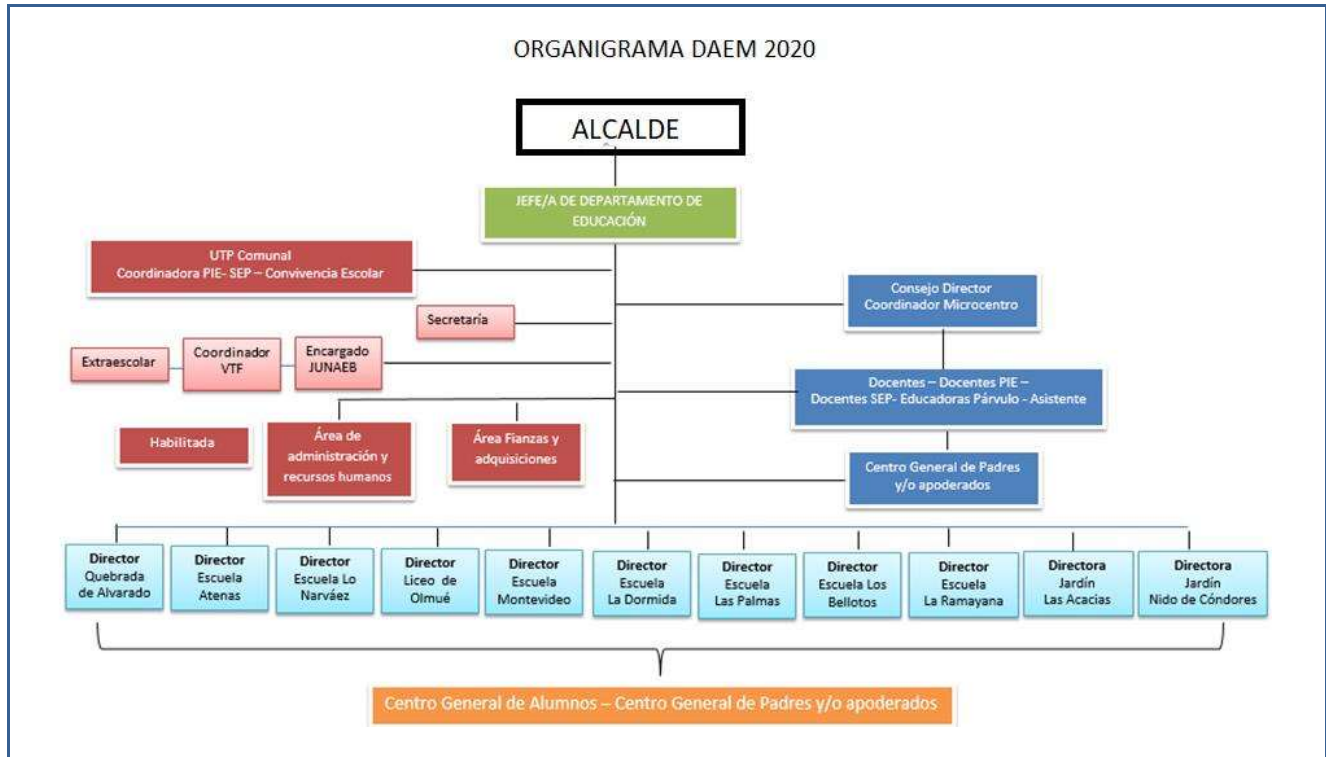 ORGANIGRAMA DAEM 2020
ALCALDE
JEFE/A DE DEPARTAMENTO DE
EDUCACIÓN
UTP Comunal
Coordinadora PIE- SEP – Convivencia Escolar
Consejo Director
Coordinador Microcentro
Secretaría
Extraescolar
Coordinador
VTF
Encargado
JUNAEB
Docentes – Docentes PIE –
Docentes SEP- Educadoras Párvulo - Asistente
Habilitada
Área de
administración y
recursos humanos
Área Fianzas y
adquisiciones
Centro General de Padres
y/o apoderados
Director
Quebrada
de Alvarado
Director
Escuela
Atenas
Director
Escuela Lo
Narváez
Director
Liceo de
Olmué
Director
Escuela
Montevideo
Director
Escuela
La Dormida
Director
Escuela
Las Palmas
Director
Escuela Los
Bellotos
Director
Escuela
La Ramayana
Directora
Jardín
Las Acacias
Directora
Jardín
Nido de Cóndores
Centro General de Alumnos – Centro General de Padres y/o apoderados